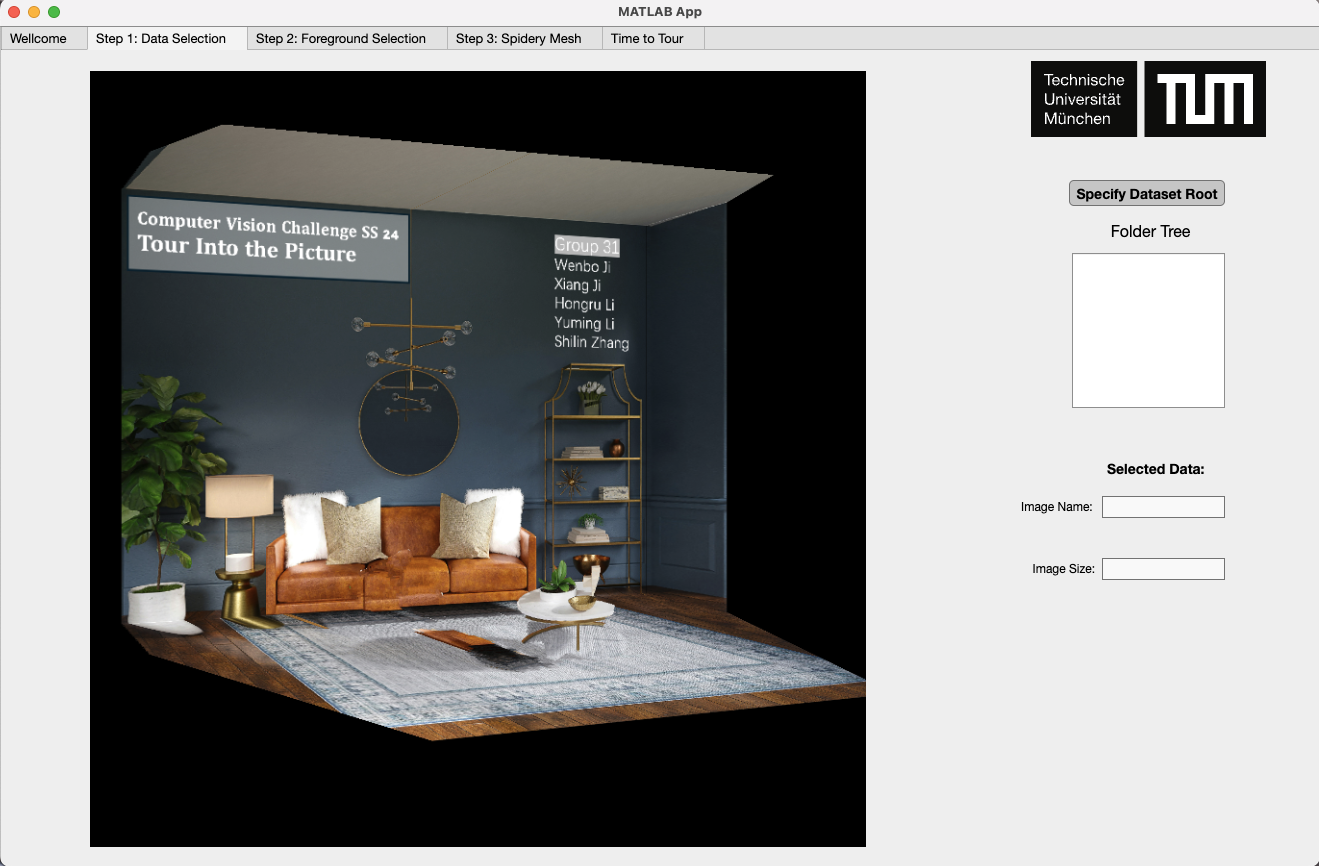 MATLAB App
Wellcome
Step 1: Data Selection
Step 2: Foreground Selection
Step 3: Spidery Mesh
Time to Tour
Technische
Universität
München
TUM
Specify Dataset Root
Folder Tree
Computer Vision Challenge SS 24
Tour Into the Picture
Group 31
Wenbo Ji
Xiang Ji
Hongru Li
Yuming Li
Shilin Zhang
Selected Data:
Image Name:
Image Size: